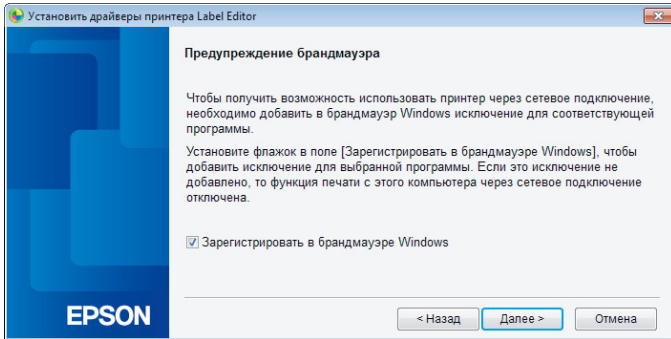 Установить драйверы принтера Label Editor
Предупреждение брандмауэра
Чтобы получить возможность использовать принтер через сетевое подключение,
необходимо добавить в брандмауэр Windows исключение для соответствующей
программы.
Установите флажок в поле [Зарегистрировать в брандмауэре Windows], чтобы
добавить исключение для выбранной программы. Если это исключение не
добавлено, то функция печати с этого компьютера через сетевое подключение
отключена.
Зарегистрировать в брандмауэре Windows
EPSON
< Назад
Далее >
Отмена